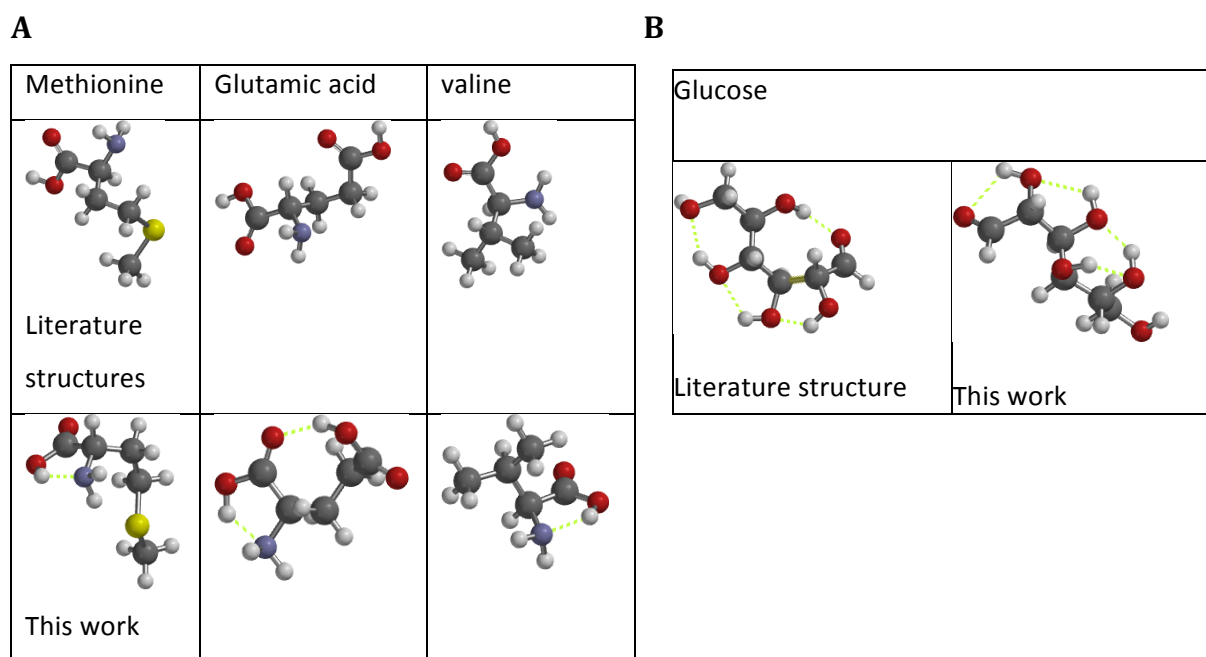 A
B
Methionine
Glutamic acid
valine
Literature
structures
This work
Glucose
Literature structure
This work